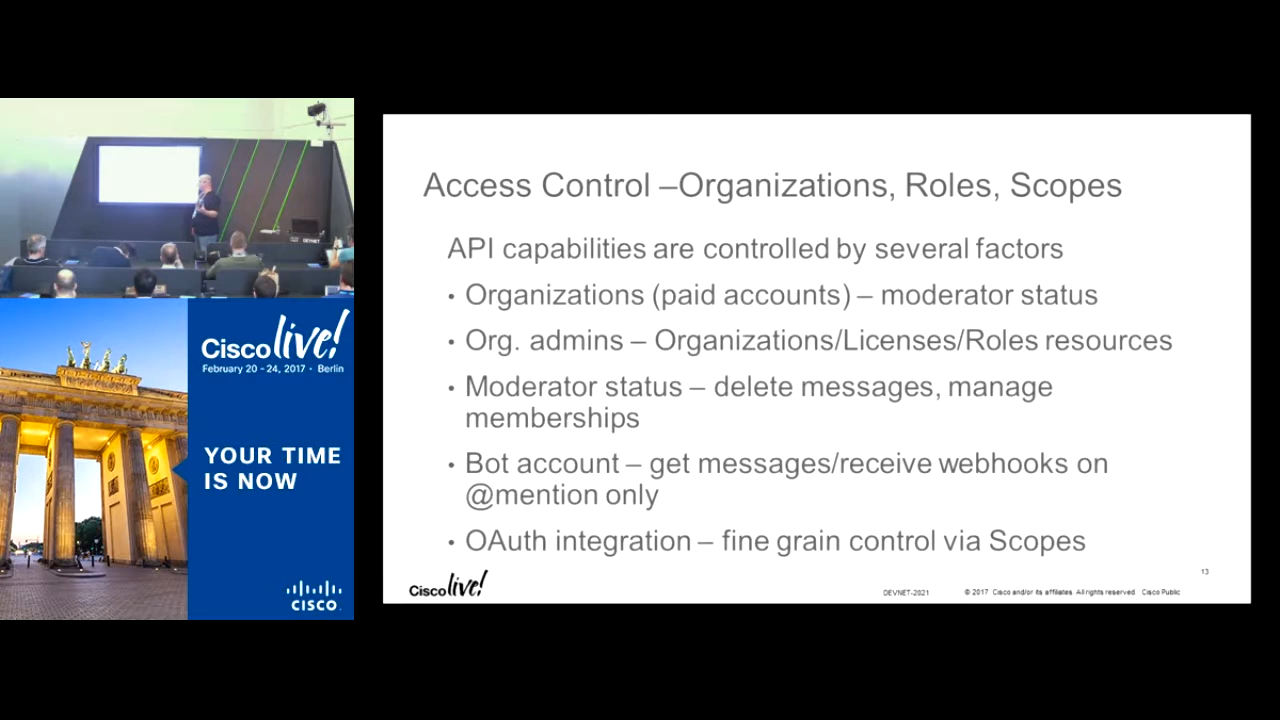 DEVNET
Cisco live!
February 20 - 24, 2017 • Berlin
YOUR TIME
IS NOW
CISCO
Access Control –Organizations, Roles, Scopes
API capabilities are controlled by several factors
• Organizations (paid accounts) – moderator status
• Org. admins – Organizations/Licenses/Roles resources
• Moderator status – delete messages, manage
memberships
• Bot account – get messages/receive webhooks on
@mention only
• OAuth integration – fine grain control via Scopes
13
Cisco live!
DEVNET-2021
© 2017 Cisco and/or its affiliates. All rights reserved. Cisco Public